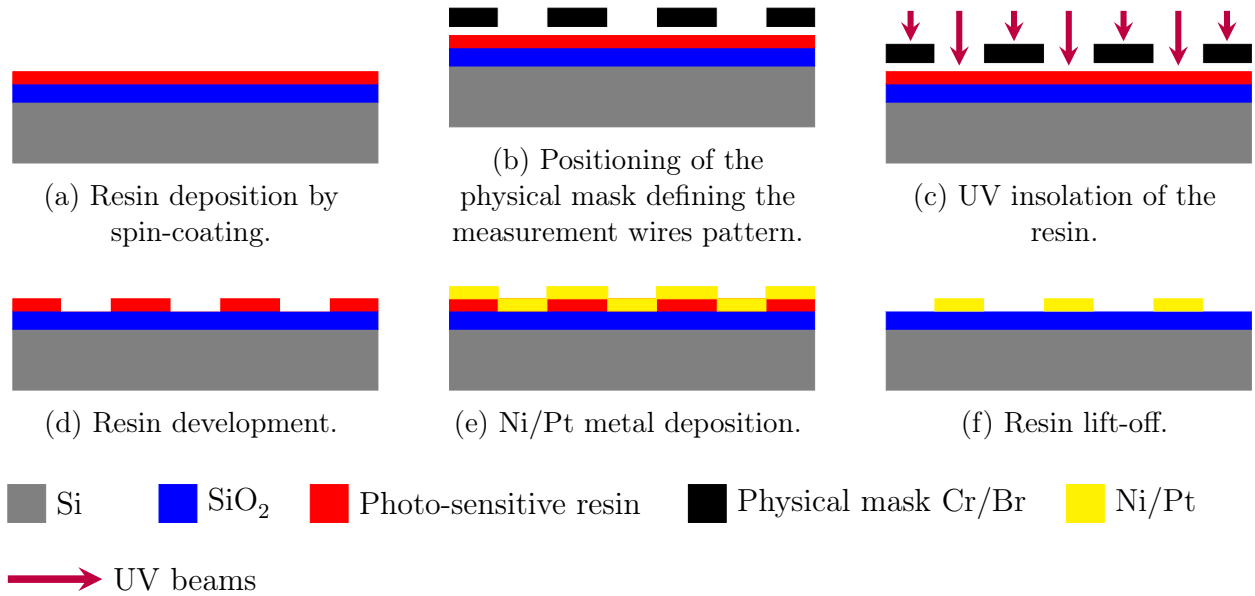 (a) Resin deposition by
spin-coating.
(b) Positioning of the
physical mask defining the
measurement wires pattern.
(c) UV insolation of the
resin.
(d) Resin development.
(e) Ni/Pt metal deposition.
(f) Resin lift-off.
Si
SiO₂
Photo-sensitive resin
Physical mask Cr/Br
Ni/Pt
UV beams